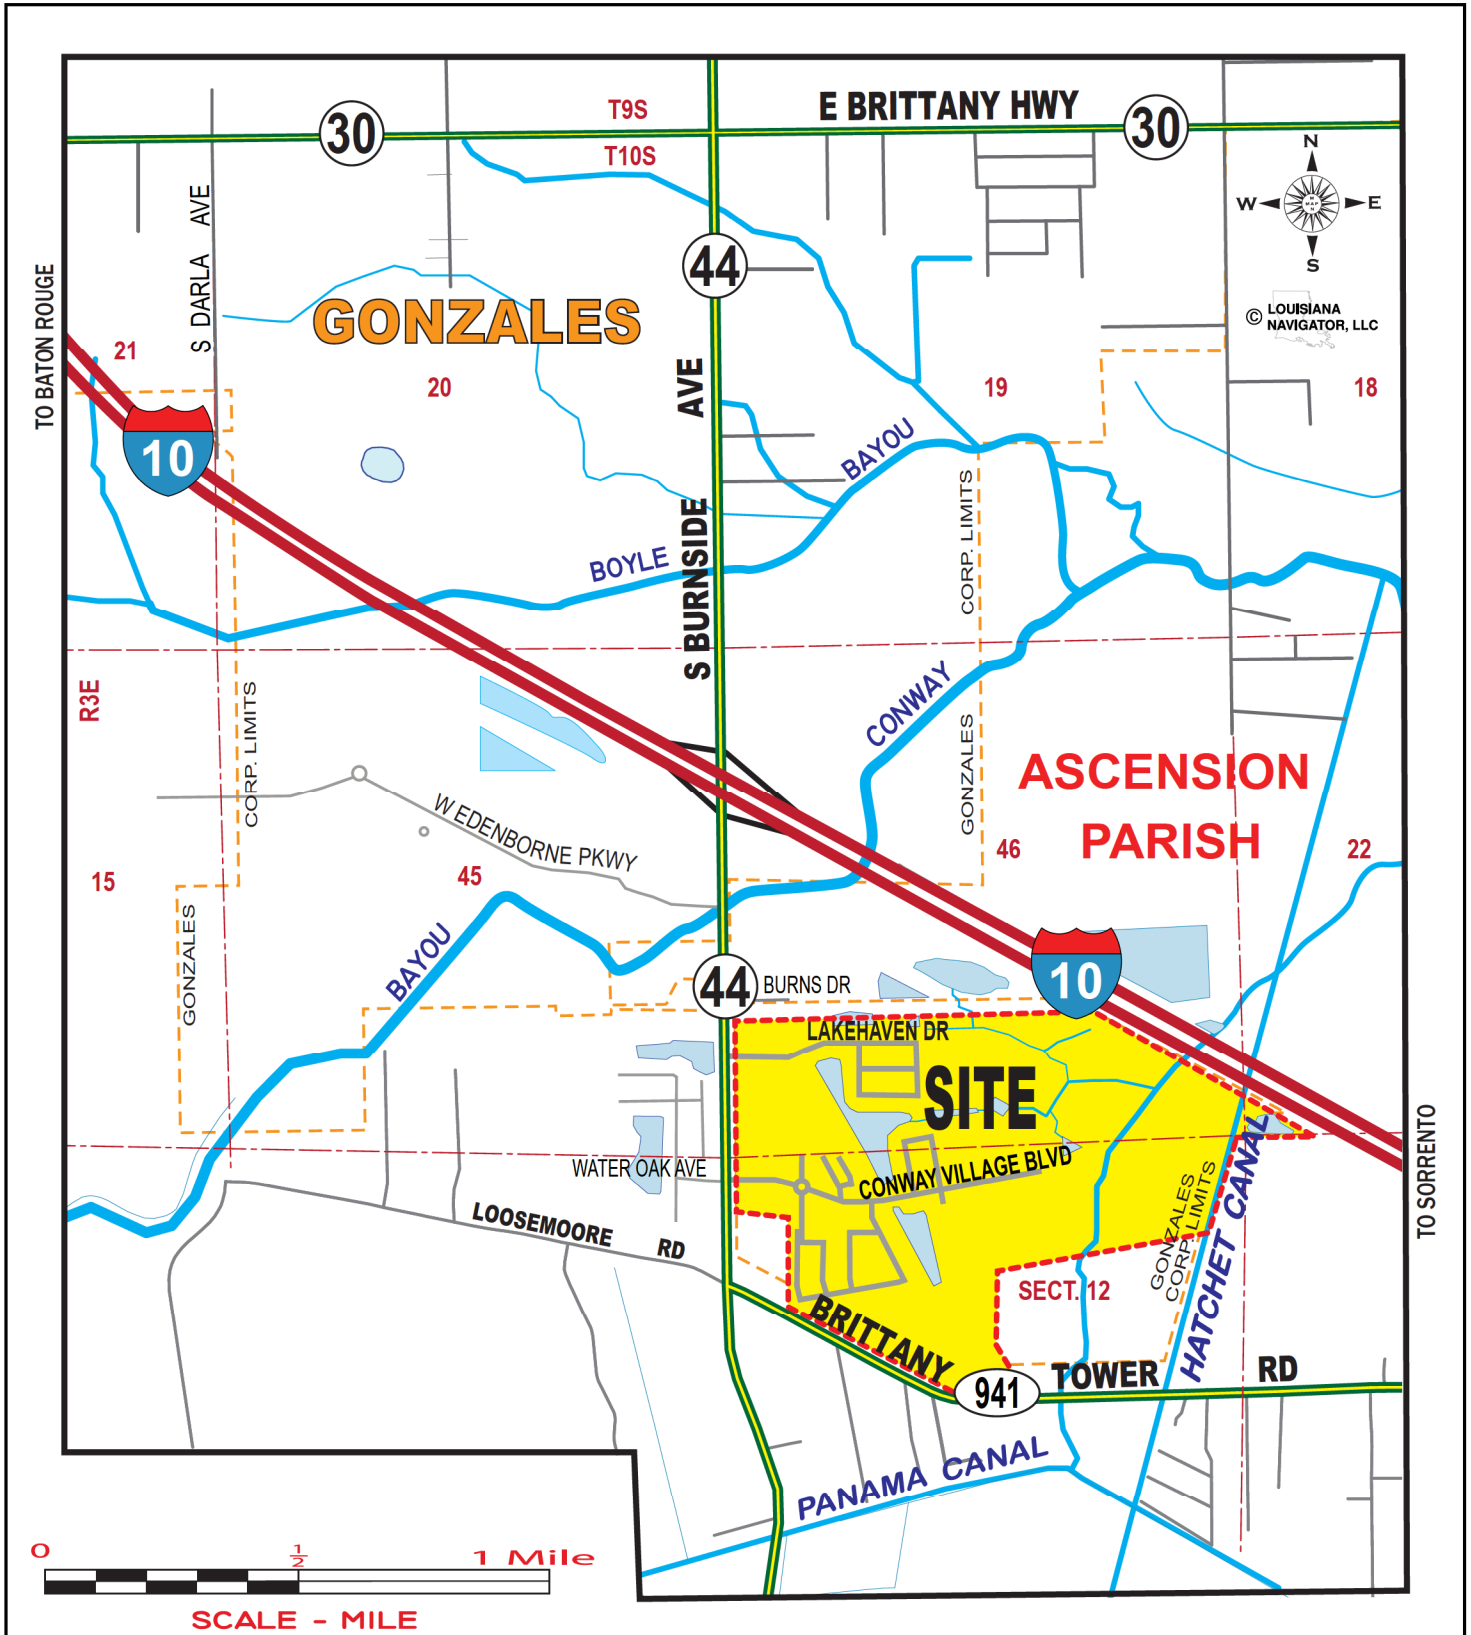 E BRITTANY HWY
T9S
30
30
T10S
N
W
E
S
MAP
S DARLA AVE
44
TO BATON ROUGE
GONZALES
© LOUISIANA
NAVIGATOR, LLC
21
20
19
18
AVE
BAYOU
10
CORP. LIMITS
S BURNSIDE
BOYLE
R3E
CORP. LIMITS
CONWAY
GONZALES
ASCENSION
PARISH
W EDENBORNE PKWY
15
45
46
22
GONZALES
BAYOU
44
BURNS DR
10
LAKEHAVEN DR
SITE
WATER OAK AVE
CONWAY VILLAGE BLVD
TO SORRENTO
LOOSEMOORE RD
GONZALES
CORP. LIMITS
HATCHET CANAL
SECT. 12
BRITTANY
941
TOWER RD
PANAMA CANAL
0
1/2
1 Mile
SCALE - MILE